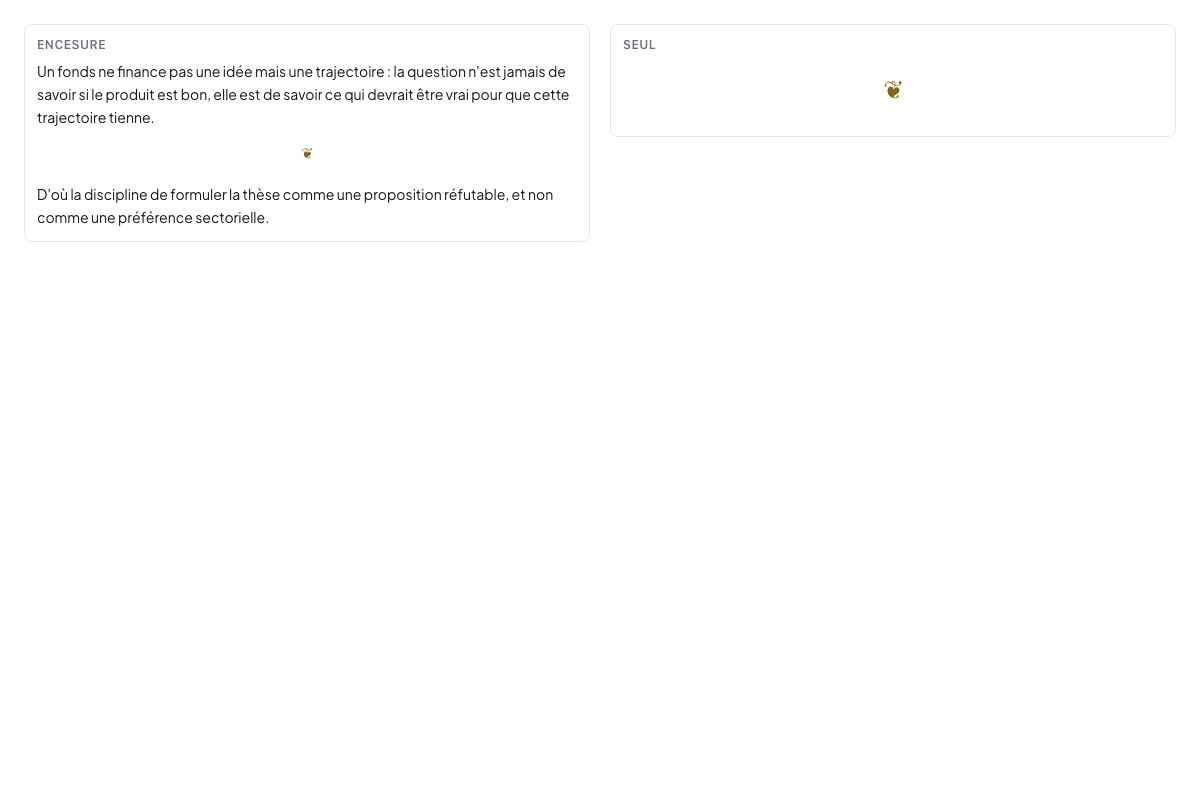 ENCESURE
Un fonds ne finance pas une idée mais une trajectoire : la question n'est jamais de
savoir si le produit est bon, elle est de savoir ce qui devrait être vrai pour que cette
trajectoire tienne.
❦
D'où la discipline de formuler la thèse comme une proposition réfutable, et non
comme une préférence sectorielle.
SEUL
❦